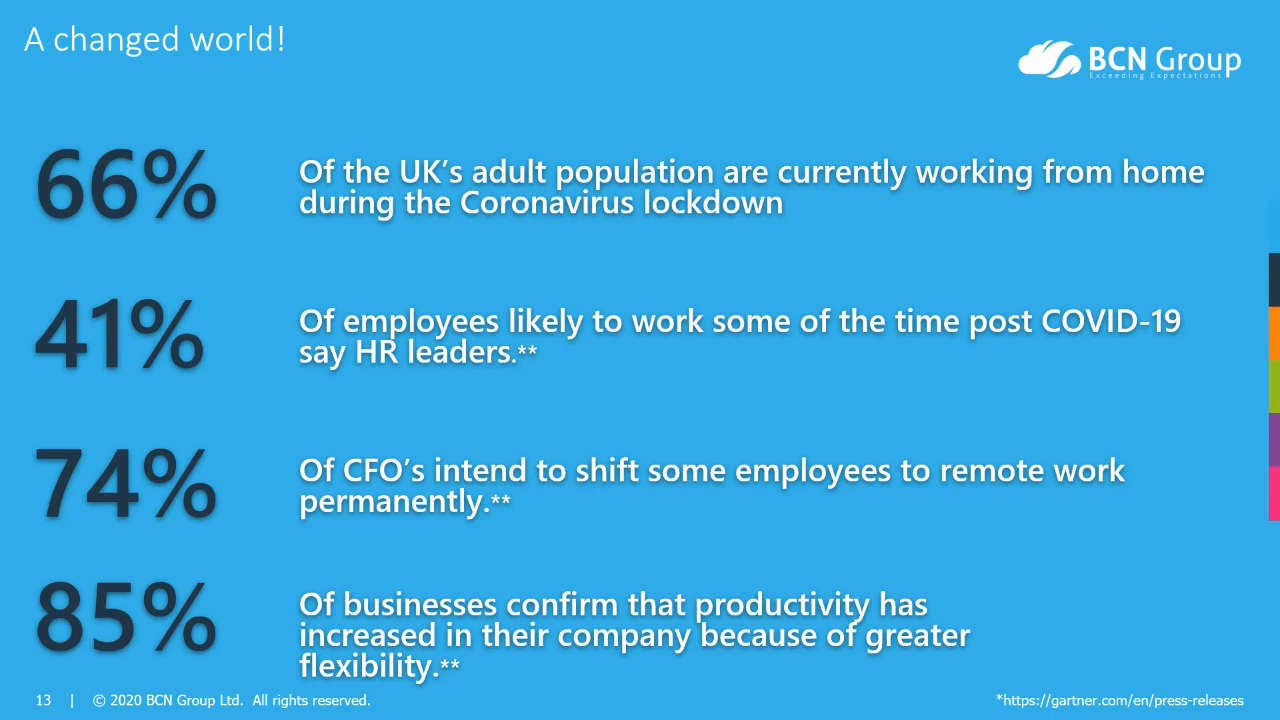 A changed world!
BCN Group
Exceeding Expectations
66%
Of the UK’s adult population are currently working from home
during the Coronavirus lockdown
41%
Of employees likely to work some of the time post COVID-19
say HR leaders.**
74%
Of CFO’s intend to shift some employees to remote work
permanently.**
85%
Of businesses confirm that productivity has
increased in their company because of greater
flexibility.**
13 | © 2020 BCN Group Ltd. All rights reserved.
*https://gartner.com/en/press-releases